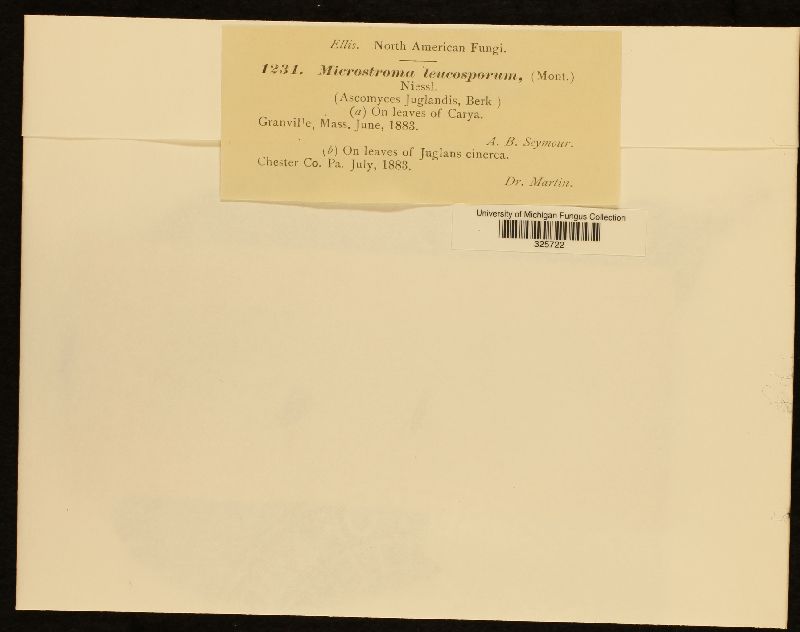 Ellis. North American Fungi.
1231. Microstroma leucosporum, (Mont.)
Niessl.
(Ascomyces Juglandis, Berk )
(a) On leaves of Carya.
Granville, Mass. June, 1883.
A. B. Seymour.
(b) On leaves of Juglans cinerea.
Chester Co. Pa. July, 1883.
Dr. Martin.
University of Michigan Fungus Collection
325722